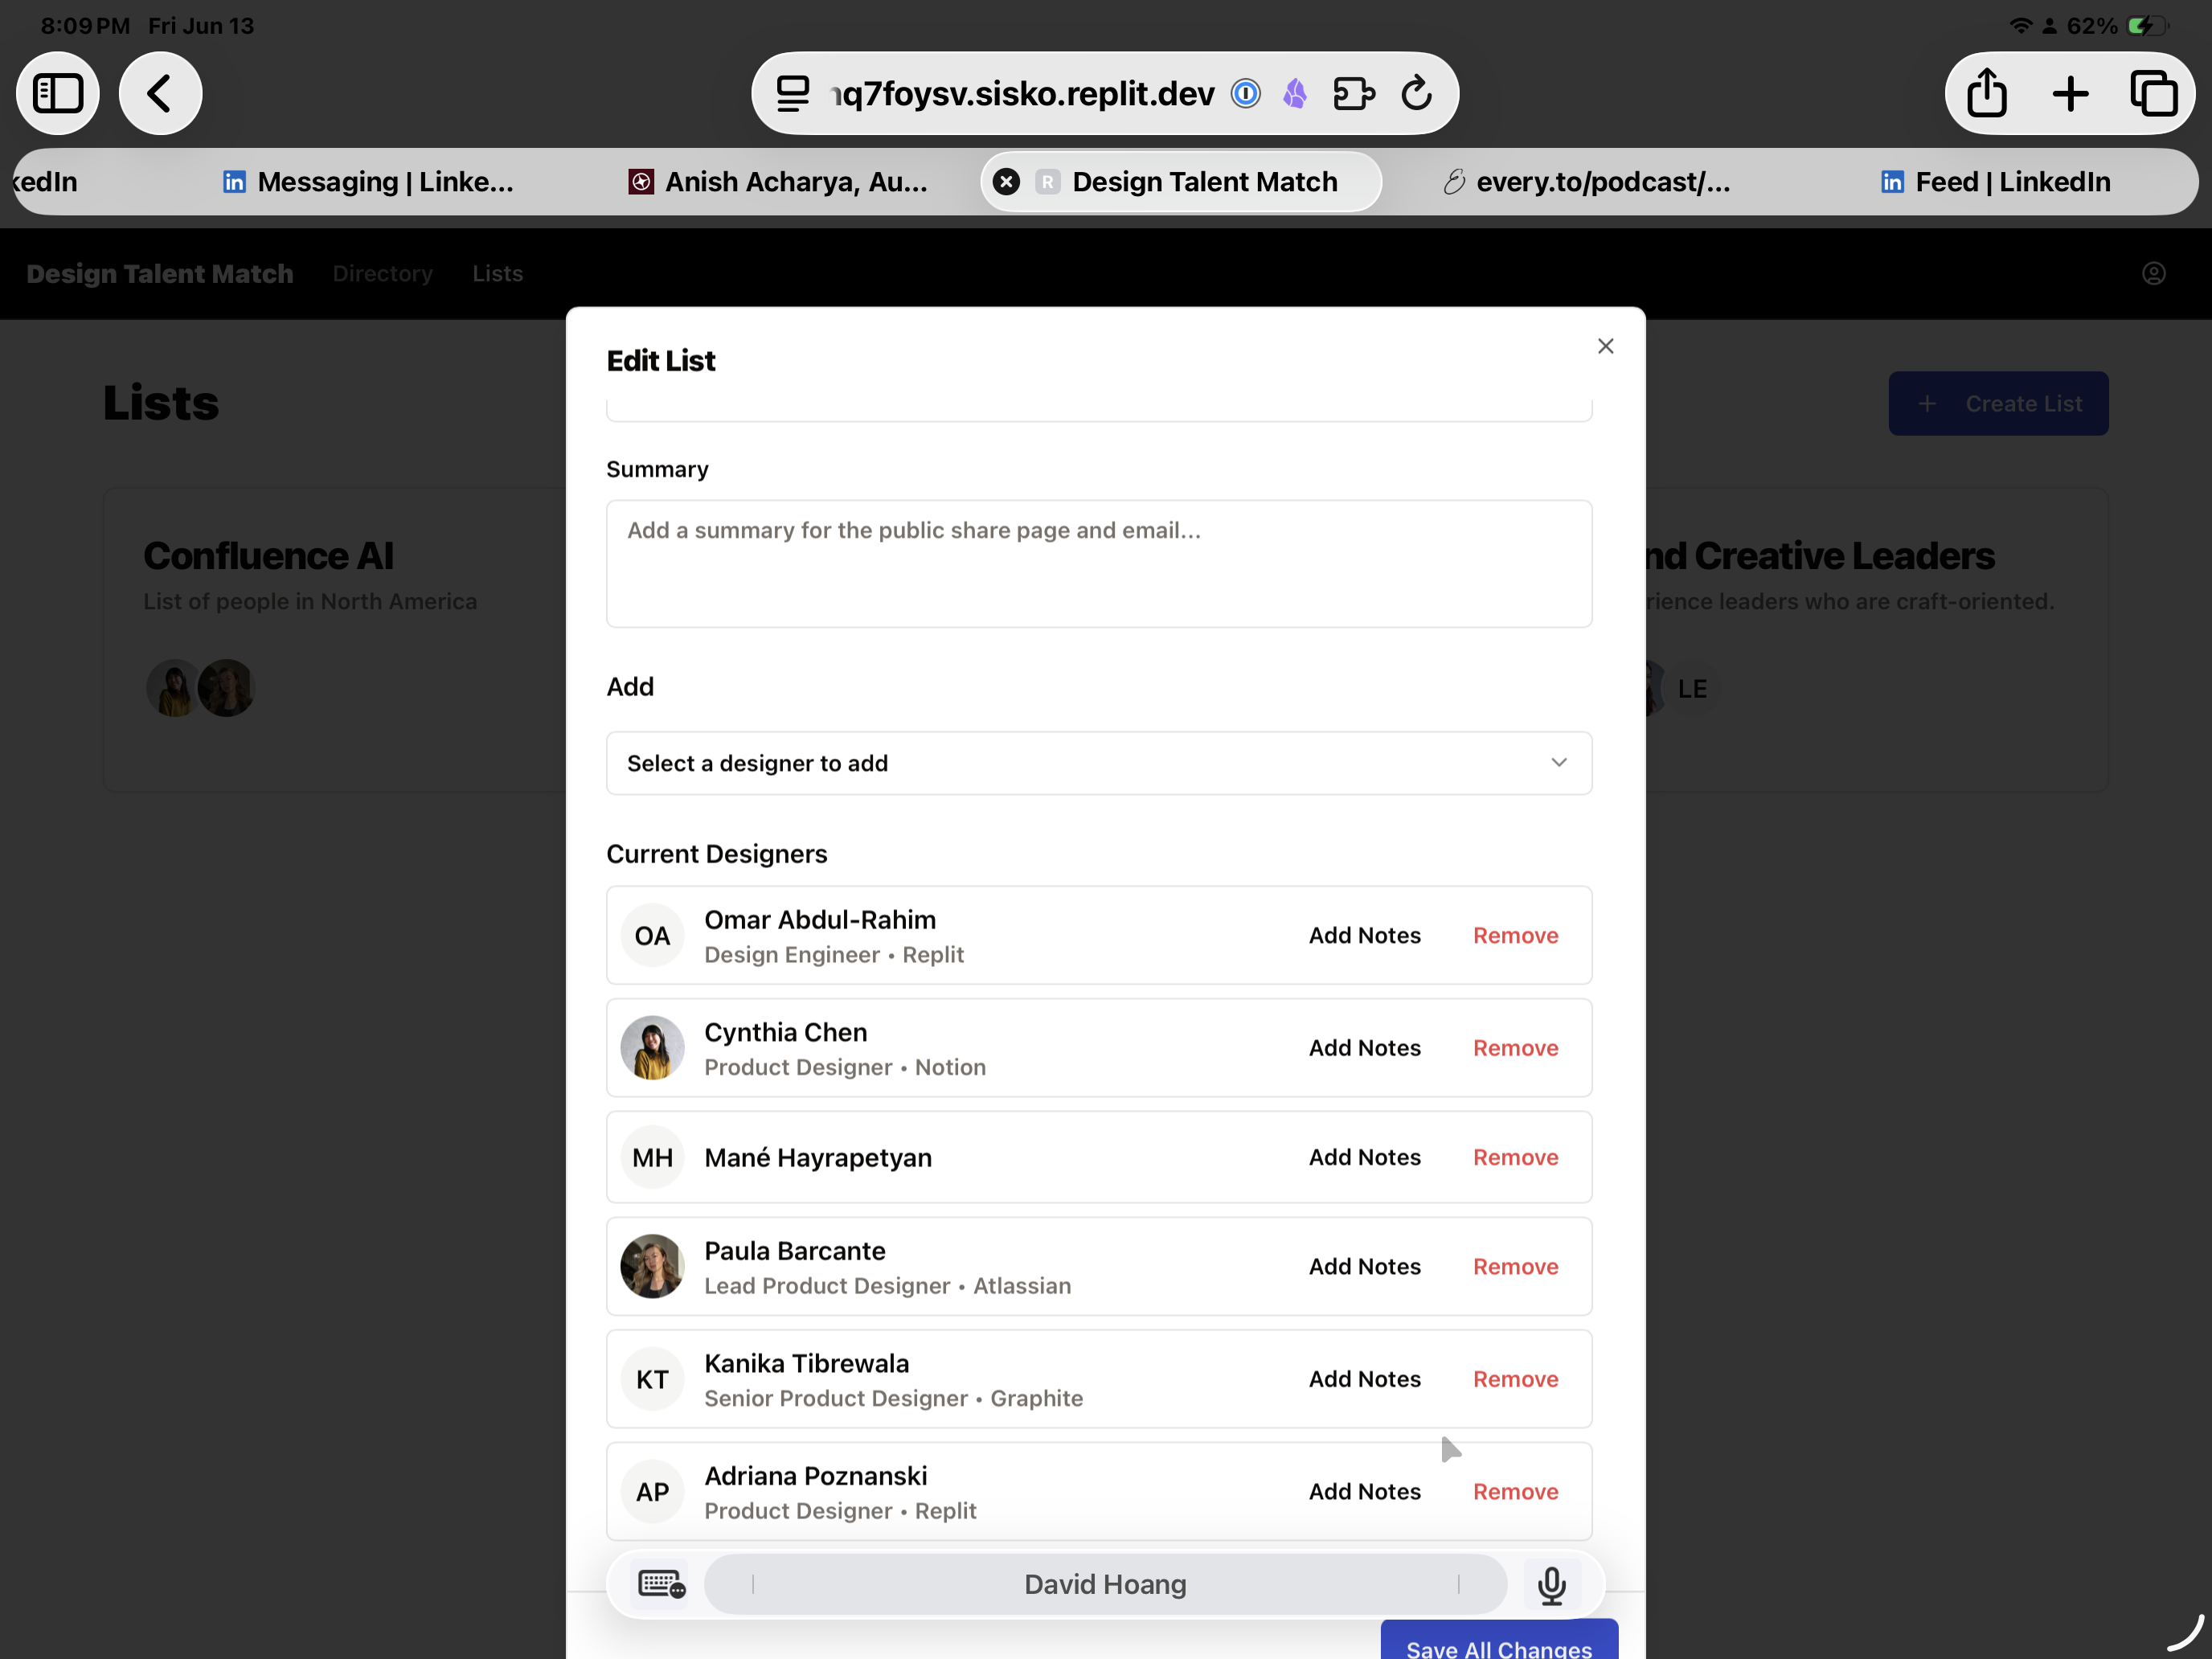 8:09 PM Fri Jun 13
62%
q7foysv.sisko.replit.dev
kedIn
Messaging | Linke...
Anish Acharya, Au...
R Design Talent Match
every.to/podcast/...
Feed | LinkedIn
Design Talent Match Directory Lists
Edit List
Lists
+ Create List
Summary
Add a summary for the public share page and email...
Confluence AI
List of people in North America
nd Creative Leaders
rience leaders who are craft-oriented.
LE
Add
Select a designer to add
Current Designers
OA
Omar Abdul-Rahim
Design Engineer • Replit
Add Notes Remove
Cynthia Chen
Product Designer • Notion
Add Notes Remove
MH
Mané Hayrapetyan
Add Notes Remove
Paula Barcante
Lead Product Designer • Atlassian
Add Notes Remove
KT
Kanika Tibrewala
Senior Product Designer • Graphite
Add Notes Remove
AP
Adriana Poznanski
Product Designer • Replit
Add Notes Remove
David Hoang
Save All Changes